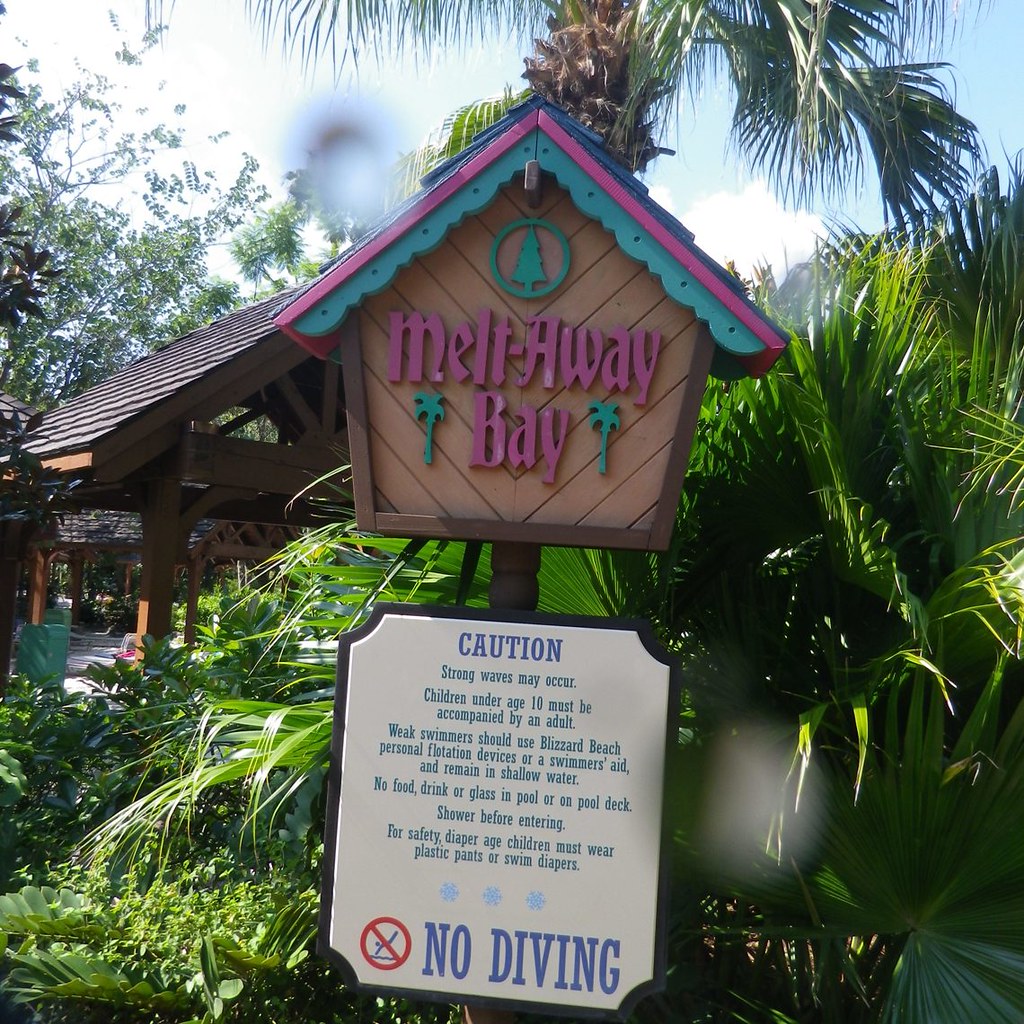 Melt-Away
Bay
CAUTION
Strong waves may occur.
Children under age 10 must be
accompanied by an adult.
Weak swimmers should use Blizzard Beach
personal flotation devices or a swimmers' aid,
and remain in shallow water.
No food, drink or glass in pool or on pool deck.
Shower before entering.
For safety, diaper age children must wear
plastic pants or swim diapers.
NO DIVING